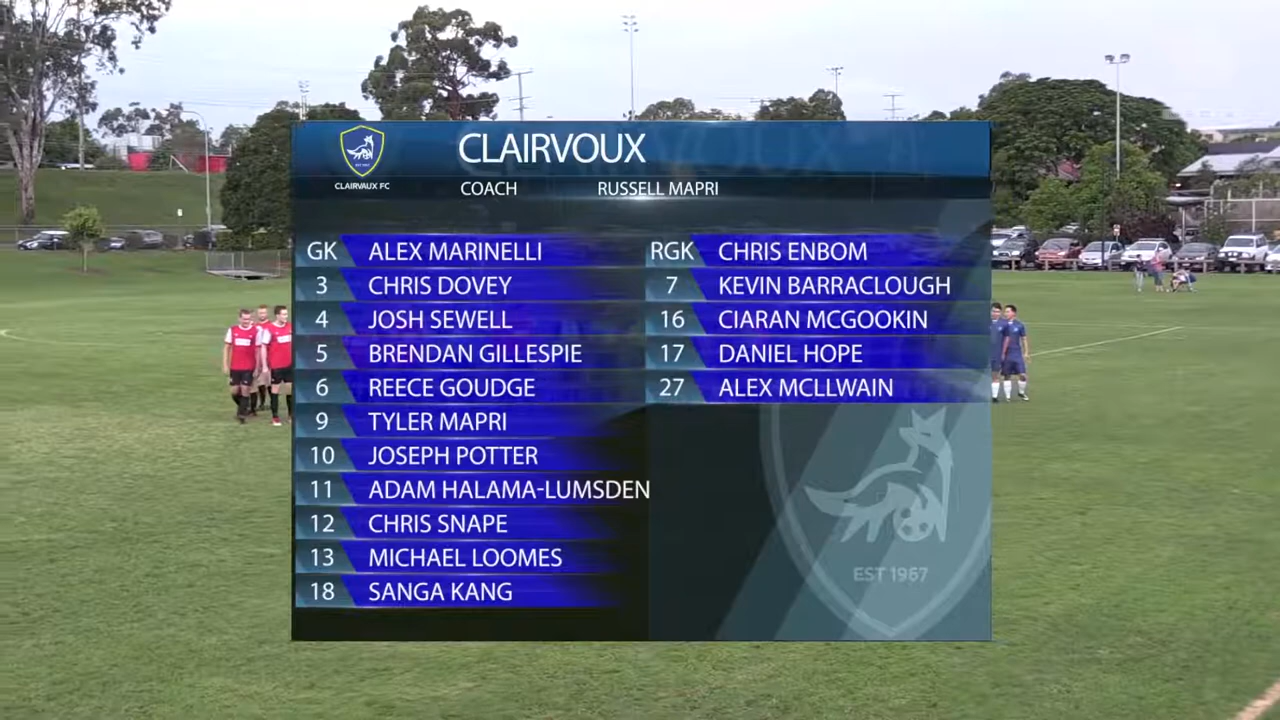 CLAIRVOUX
CLAIRVAUX FC
COACH RUSSELL MAPRI
GK ALEX MARINELLI
3 CHRIS DOVEY
4 JOSH SEWELL
5 BRENDAN GILLESPIE
6 REECE GOUDGE
9 TYLER MAPRI
10 JOSEPH POTTER
11 ADAM HALAMA-LUMSDEN
12 CHRIS SNAPE
13 MICHAEL LOOMES
18 SANGA KANG
RGK CHRIS ENBOM
7 KEVIN BARRACLOUGH
16 CIARAN MCGOOKIN
17 DANIEL HOPE
27 ALEX MCLLWAIN
EST 1967